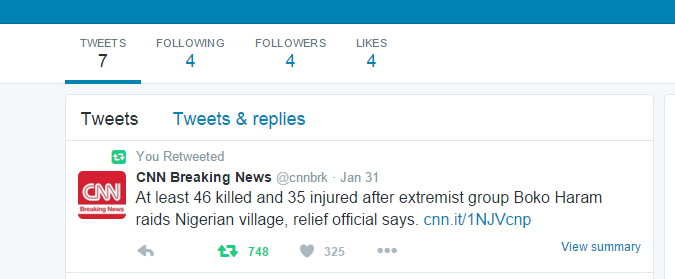 TWEETS FOLLOWING FOLLOWERS LIKES
7 4 4 4
Tweets Tweets & replies
You Retweeted
CNN Breaking News @cnnbrk · Jan 31
At least 46 killed and 35 injured after extremist group Boko Haram
raids Nigerian village, relief official says. cnn.it/1NJVcnp
748 325 ••• View summary
CNN
Breaking News